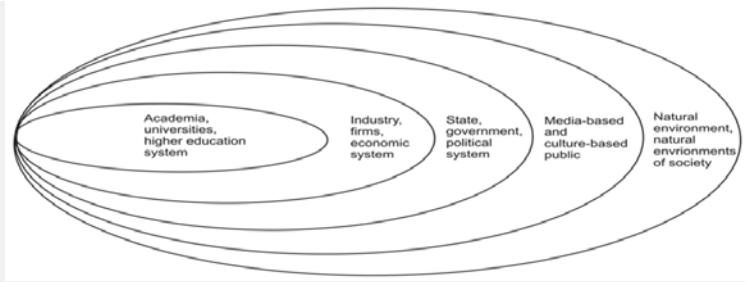 Academia,
universities,
higher education
system
Industry,
firms,
economic
system
State,
government,
political
system
Media-based
and
culture-based
public
Natural
environment,
natural
envrionments
of society